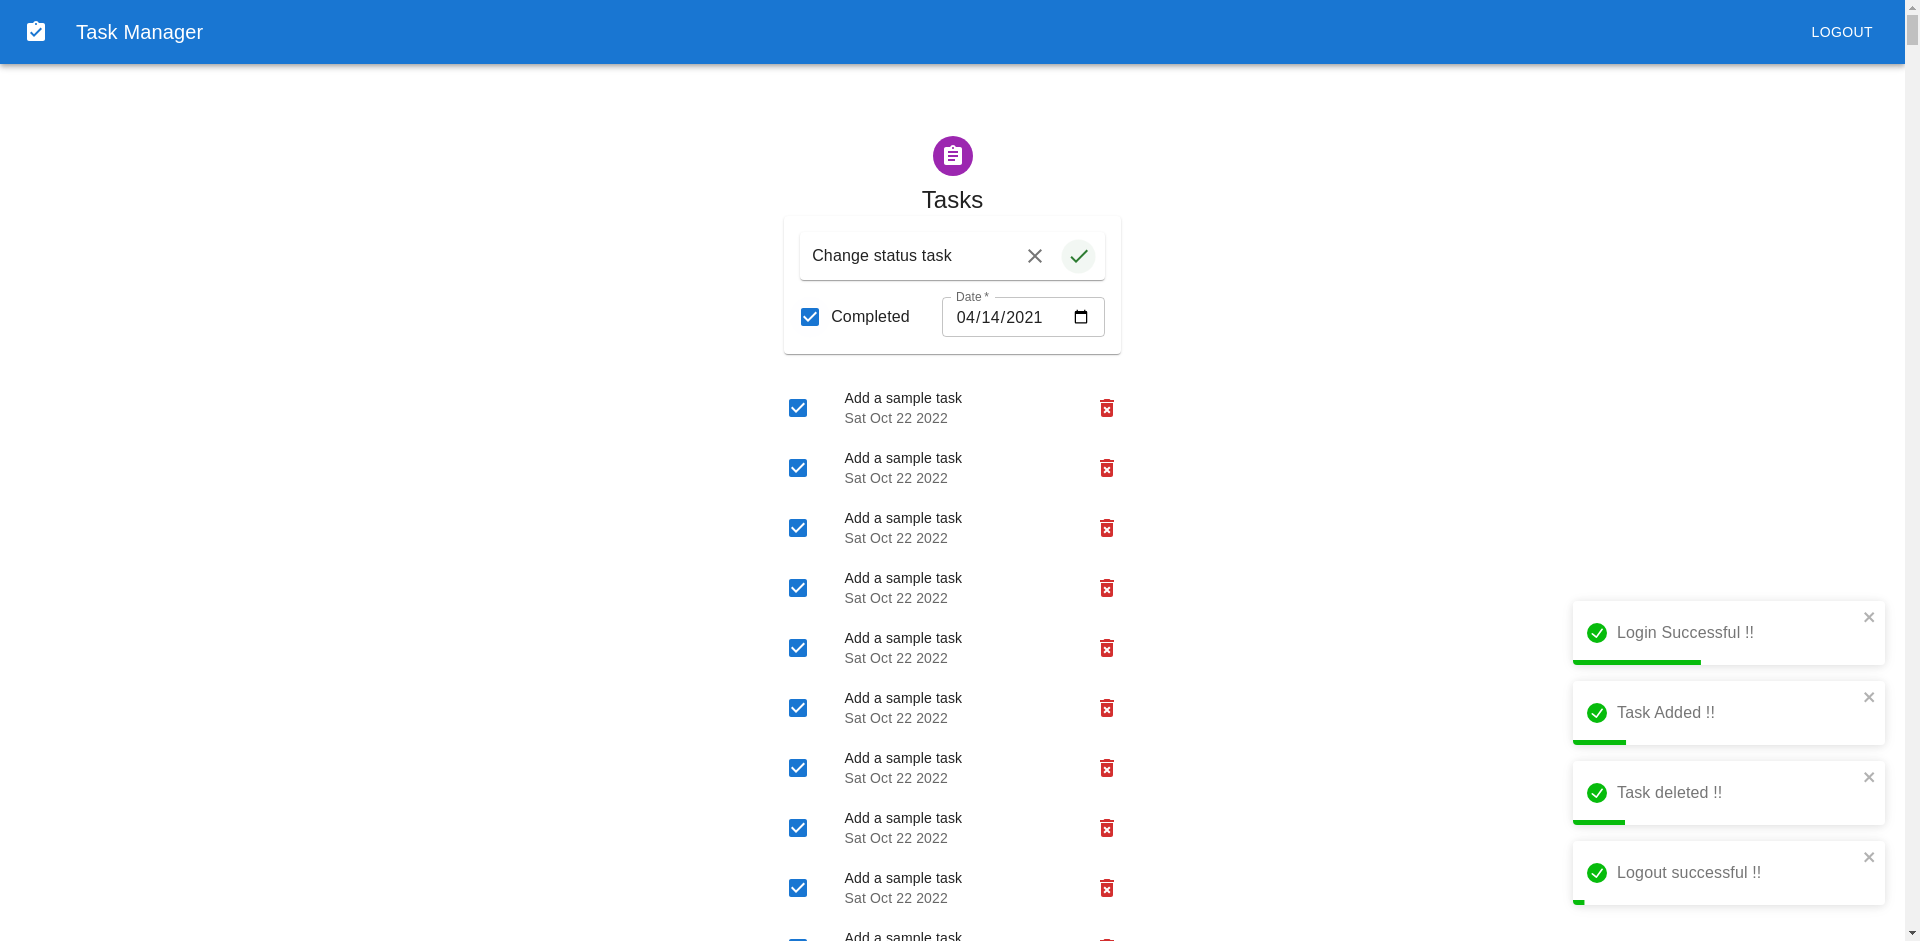 Task Manager
LOGOUT
Tasks
Change status task
Date *
Completed
04/14/2021
Add a sample task
Sat Oct 22 2022
Add a sample task
Sat Oct 22 2022
Add a sample task
Sat Oct 22 2022
Add a sample task
Sat Oct 22 2022
Add a sample task
Sat Oct 22 2022
Add a sample task
Sat Oct 22 2022
Add a sample task
Sat Oct 22 2022
Add a sample task
Sat Oct 22 2022
Add a sample task
Sat Oct 22 2022
Add a sample task
Login Successful !!
Task Added !!
Task deleted !!
Logout successful !!